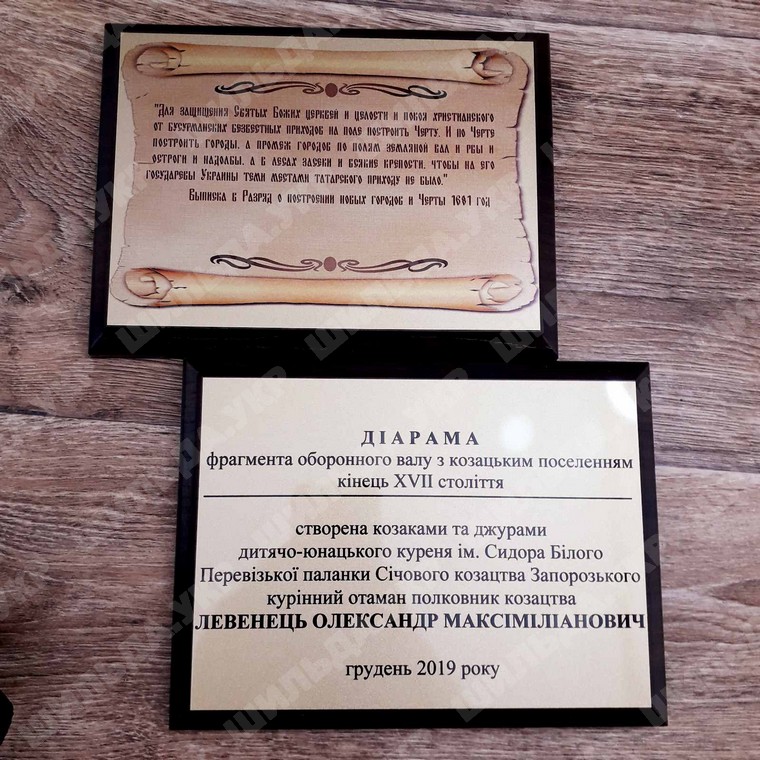 "Для защищения Святых Божих церквей и целости и покоя христианского
от бусурманских безвестных приходов на поле построить Черту. И по Черте
построить городы, а промеж городов по полям земляной вал и рвы и
остроги и надолбы, а в лесах засеки и всякие крепости, чтобы на его
государевы Украины теми местами татарского приходу не было."
Выписка в Разряд о построении новых городов и Черты 1681 год
ДІАРАМА
фрагмента оборонного валу з козацьким поселенням
кінець XVII століття
створена козаками та джурами
дитячо-юнацького куреня ім. Сидора Білого
Перевізької паланки Січового козацтва Запорозького
курінний отаман полковник козацтва
ЛЕВЕНЕЦЬ ОЛЕКСАНДР МАКСІМІЛІАНОВИЧ
грудень 2019 року
ШИЛЬДА.УКР